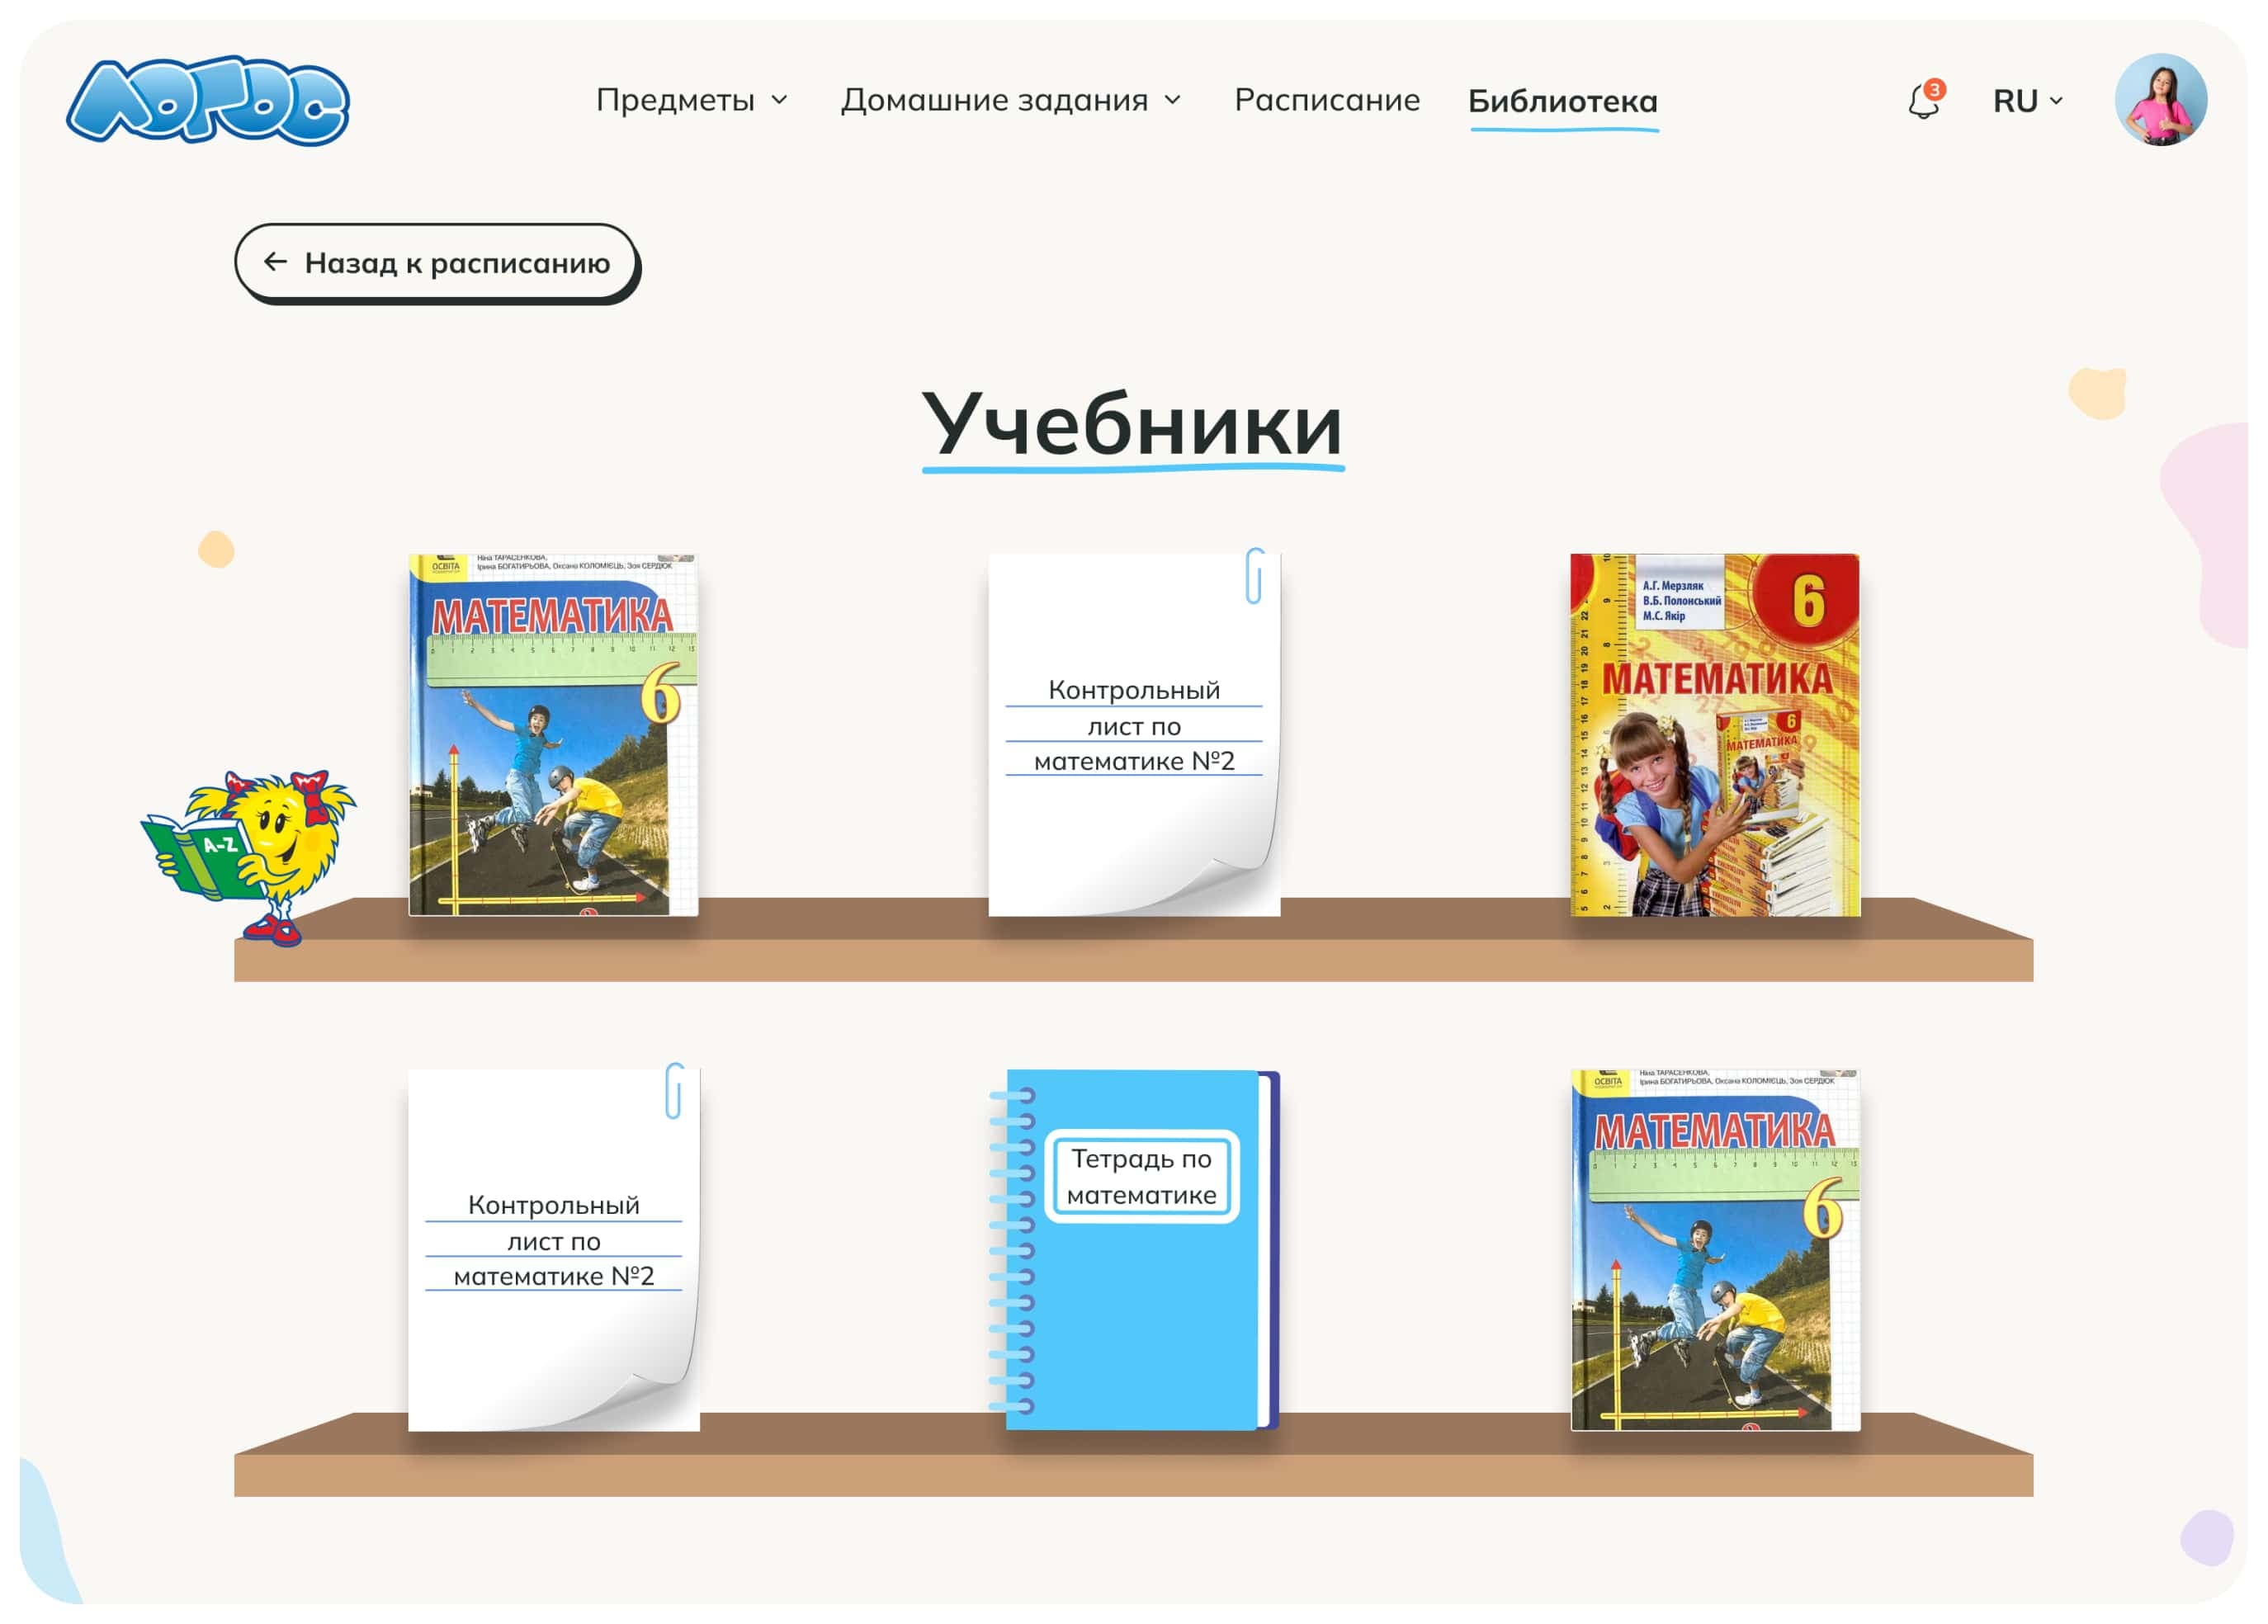 ЛОГОС
Предметы
Домашние задания
Расписание
Библиотека
3
RU
Назад к расписанию
Учебники
ОСВІТА
Ніна ТАРАСЕНКОВА,
Ірина БОГАТИРЬОВА, Оксана КОЛОМІЄЦЬ, Зоя СЕРДЮК
МАТЕМАТИКА
6
Контрольный
лист по
математике №2
А.Г. Мерзляк
В.Б. Полонський
М.С. Якір
6
МАТЕМАТИКА
6
МАТЕМАТИКА
A-Z
Контрольный
лист по
математике №2
Тетрадь по
математике
ОСВІТА
Ніна ТАРАСЕНКОВА,
Ірина БОГАТИРЬОВА, Оксана КОЛОМІЄЦЬ, Зоя СЕРДЮК
МАТЕМАТИКА
6